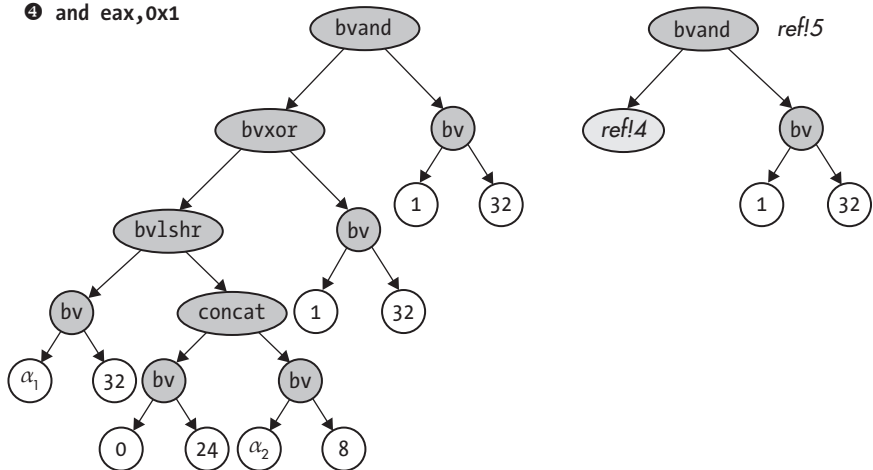 ❹ and eax,0x1
bvand
bvand ref!5
bvxor bv
ref!4 bv
1 32
1 32
bvlshr bv
bv concat 1 32
α₁ 32 bv bv
0 24 α₂ 8